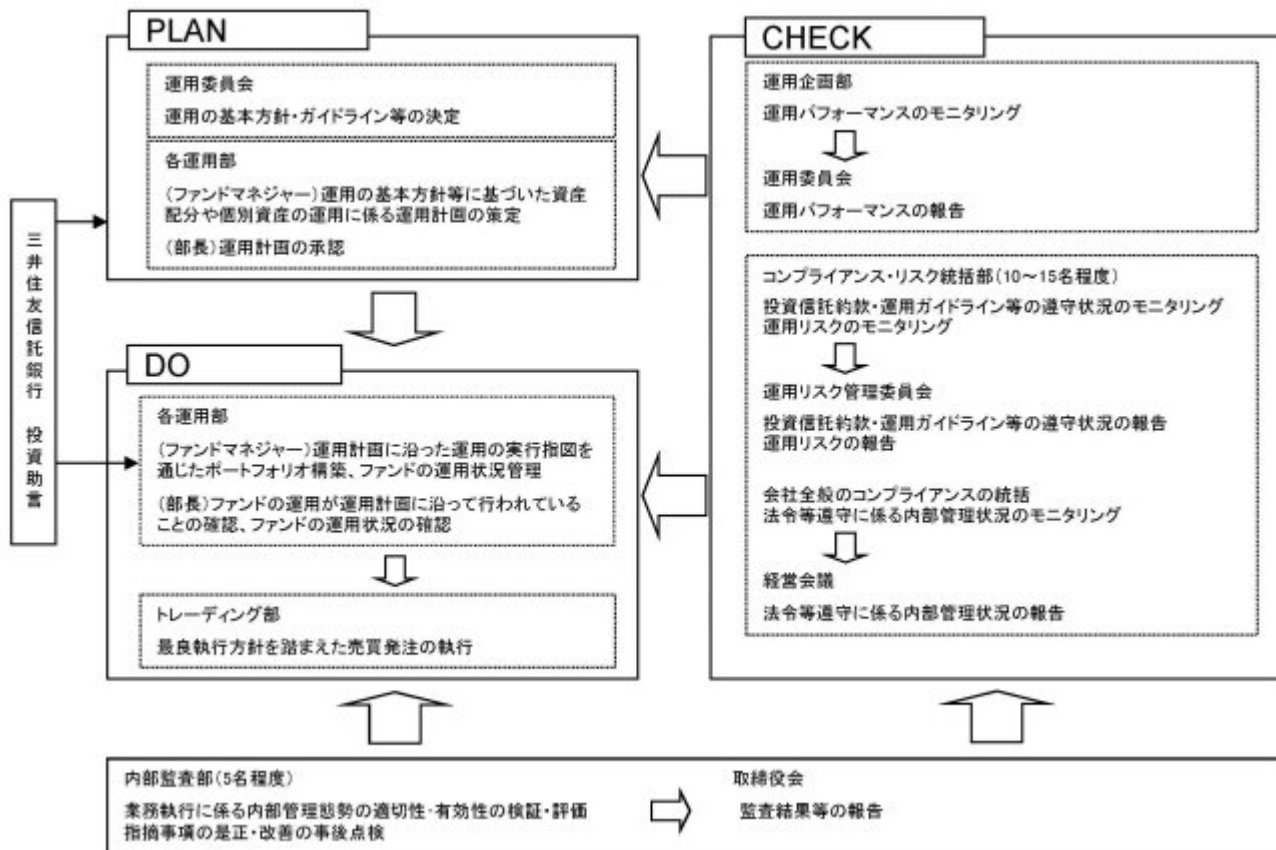 PLAN
運用委員会
運用の基本方針・ガイドライン等の決定
各運用部
(ファンドマネジャー)運用の基本方針等に基づいた資産
配分や個別資産の運用に係る運用計画の策定
(部長)運用計画の承認
三井住友信託銀行 投資助言
DO
各運用部
(ファンドマネジャー)運用計画に沿った運用の実行指図を
通じたポートフォリオ構築、ファンドの運用状況管理
(部長)ファンドの運用が運用計画に沿って行われている
ことの確認、ファンドの運用状況の確認
トレーディング部
最良執行方針を踏まえた売買発注の執行
CHECK
運用企画部
運用パフォーマンスのモニタリング
運用委員会
運用パフォーマンスの報告
コンプライアンス・リスク統括部(10~15名程度)
投資信託約款・運用ガイドライン等の遵守状況のモニタリング
運用リスクのモニタリング
運用リスク管理委員会
投資信託約款・運用ガイドライン等の遵守状況の報告
運用リスクの報告
会社全般のコンプライアンスの統括
法令等遵守に係る内部管理状況のモニタリング
経営会議
法令等遵守に係る内部管理状況の報告
内部監査部(5名程度)
業務執行に係る内部管理態勢の適切性・有効性の検証・評価
指摘事項の是正・改善の事後点検
取締役会
監査結果等の報告